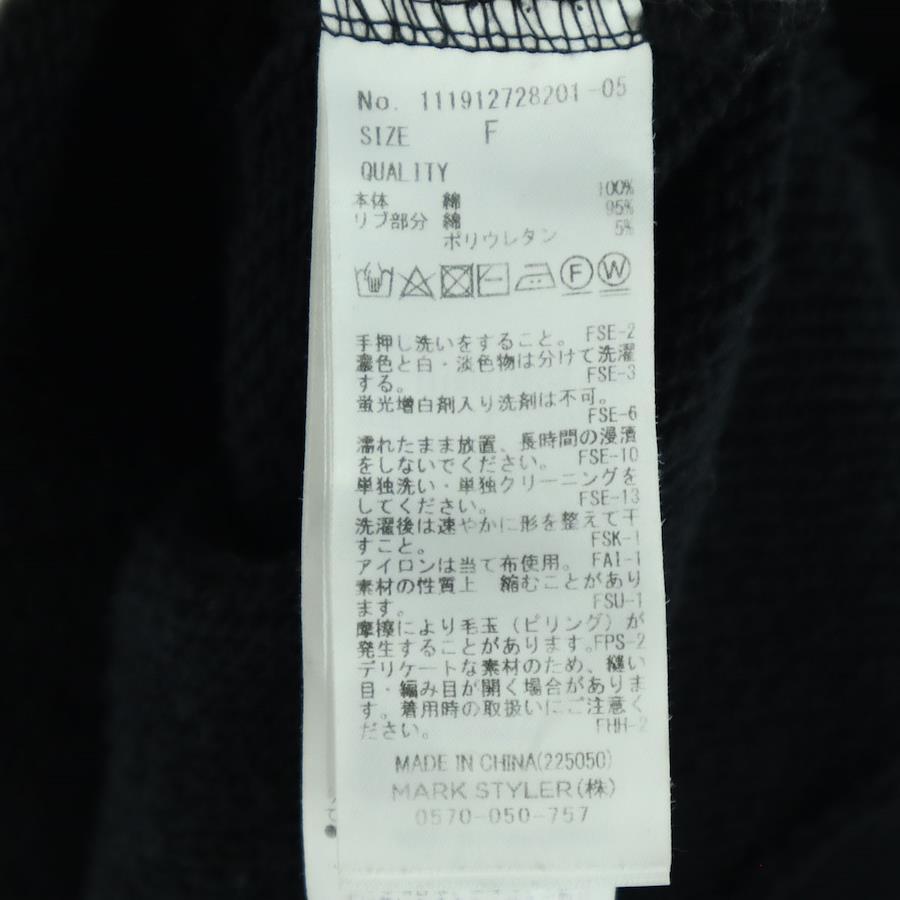 No. 111912728201-05
SIZE F
QUALITY
本体 綿 100%
リブ部分 綿 95%
ポリウレタン 5%
F W
手押し洗いをすること。 FSE-2
濃色と白・淡色物は分けて洗濯
する。 FSE-3
蛍光増白剤入り洗剤は不可。
FSE-6
濡れたまま放置、長時間の浸漬
をしないでください。 FSE-10
単独洗い・単独クリーニングを
してください。 FSE-13
洗濯後は速やかに形を整えて干
すこと。 FSK-1
アイロンは当て布使用。 FAI-1
素材の性質上 縮むことがあり
ます。 FSU-1
摩擦により毛玉(ピリング)が
発生することがあります。FPS-2
デリケートな素材のため、縫い
目・編み目が開く場合がありま
す。着用時の取扱いにご注意く
ださい。 FHH-2
MADE IN CHINA(225050)
MARK STYLER(株)
0570-050-757